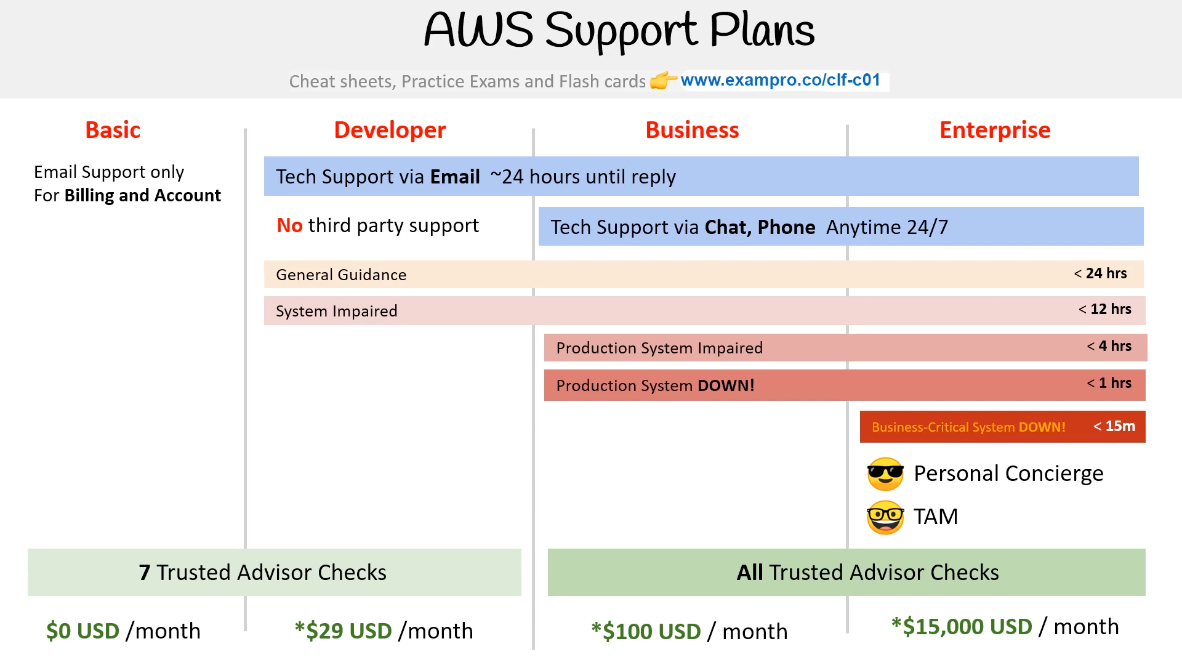 AWS Support Plans
Cheat sheets, Practice Exams and Flash cards 👉 www.exampro.co/clf-c01
Basic
Developer
Business
Enterprise
Email Support only
For Billing and Account
Tech Support via Email ~24 hours until reply
No third party support
Tech Support via Chat, Phone Anytime 24/7
General Guidance < 24 hrs
System Impaired < 12 hrs
Production System Impaired < 4 hrs
Production System DOWN! < 1 hrs
Business-Critical System DOWN! < 15m
Personal Concierge
TAM
7 Trusted Advisor Checks
All Trusted Advisor Checks
$0 USD /month
*$29 USD /month
*$100 USD / month
*$15,000 USD / month